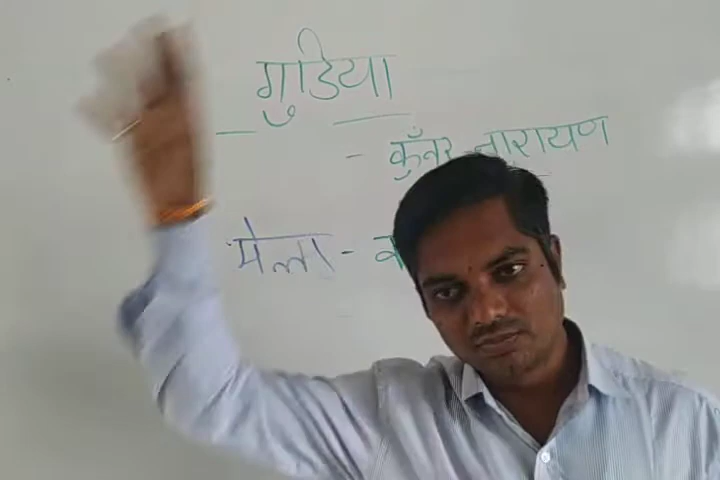 गुडिया
- कुँवर नारायण
मेला -